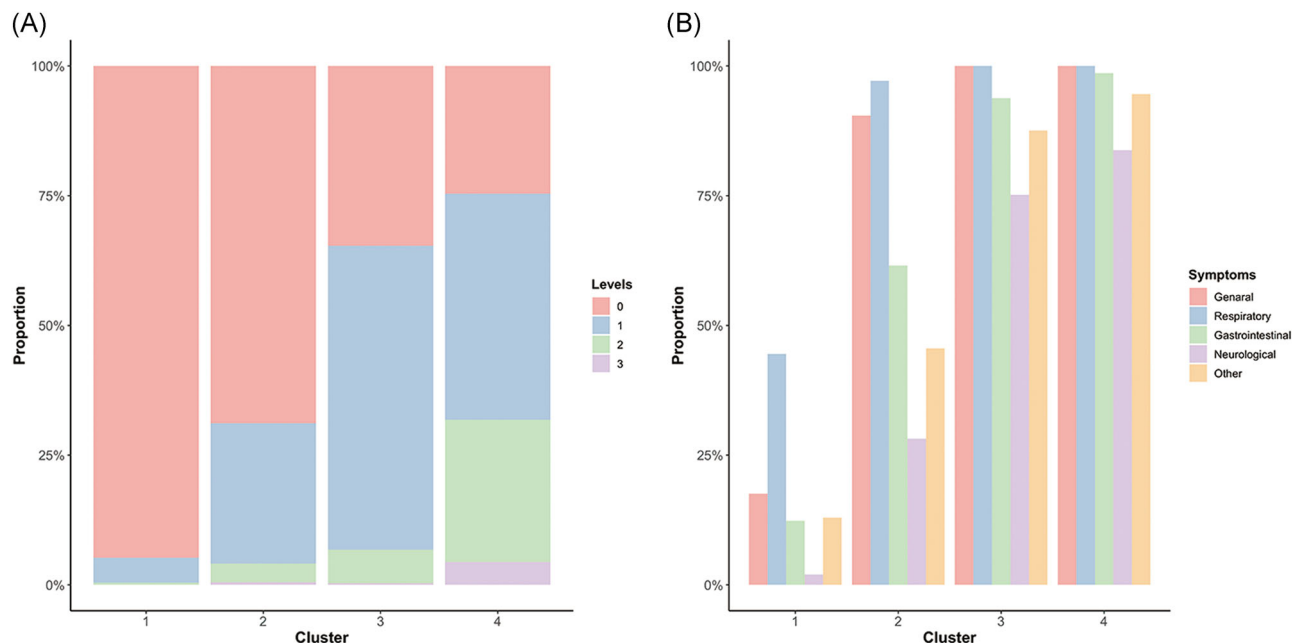 (A)
Proportion
100%
75%
50%
25%
0%
1 2 3 4
Cluster
Levels
0
1
2
3
(B)
Proportion
100%
75%
50%
25%
0%
1 2 3 4
Cluster
Symptoms
Genaral
Respiratory
Gastrointestinal
Neurological
Other